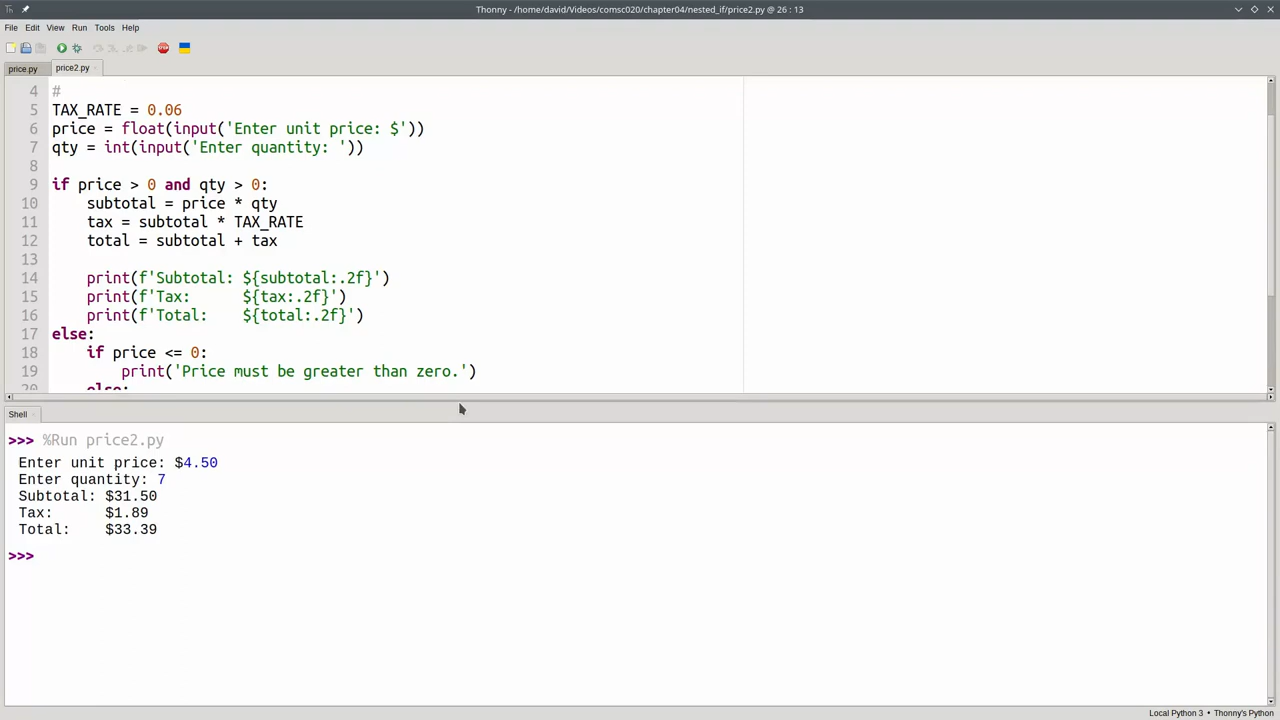 Thonny - /home/david/Videos/comsc020/chapter04/nested_if/price2.py @ 26 : 13
File Edit View Run Tools Help
price.py price2.py
4 #
5 TAX_RATE = 0.06
6 price = float(input('Enter unit price: $'))
7 qty = int(input('Enter quantity: '))
8
9 if price > 0 and qty > 0:
10     subtotal = price * qty
11     tax = subtotal * TAX_RATE
12     total = subtotal + tax
13
14     print(f'Subtotal: ${subtotal:.2f}')
15     print(f'Tax:      ${tax:.2f}')
16     print(f'Total:    ${total:.2f}')
17 else:
18     if price <= 0:
19         print('Price must be greater than zero.')
20     else:
Shell
>>> %Run price2.py
Enter unit price: $4.50
Enter quantity: 7
Subtotal: $31.50
Tax:      $1.89
Total:    $33.39
>>>
Local Python 3 • Thonny's Python